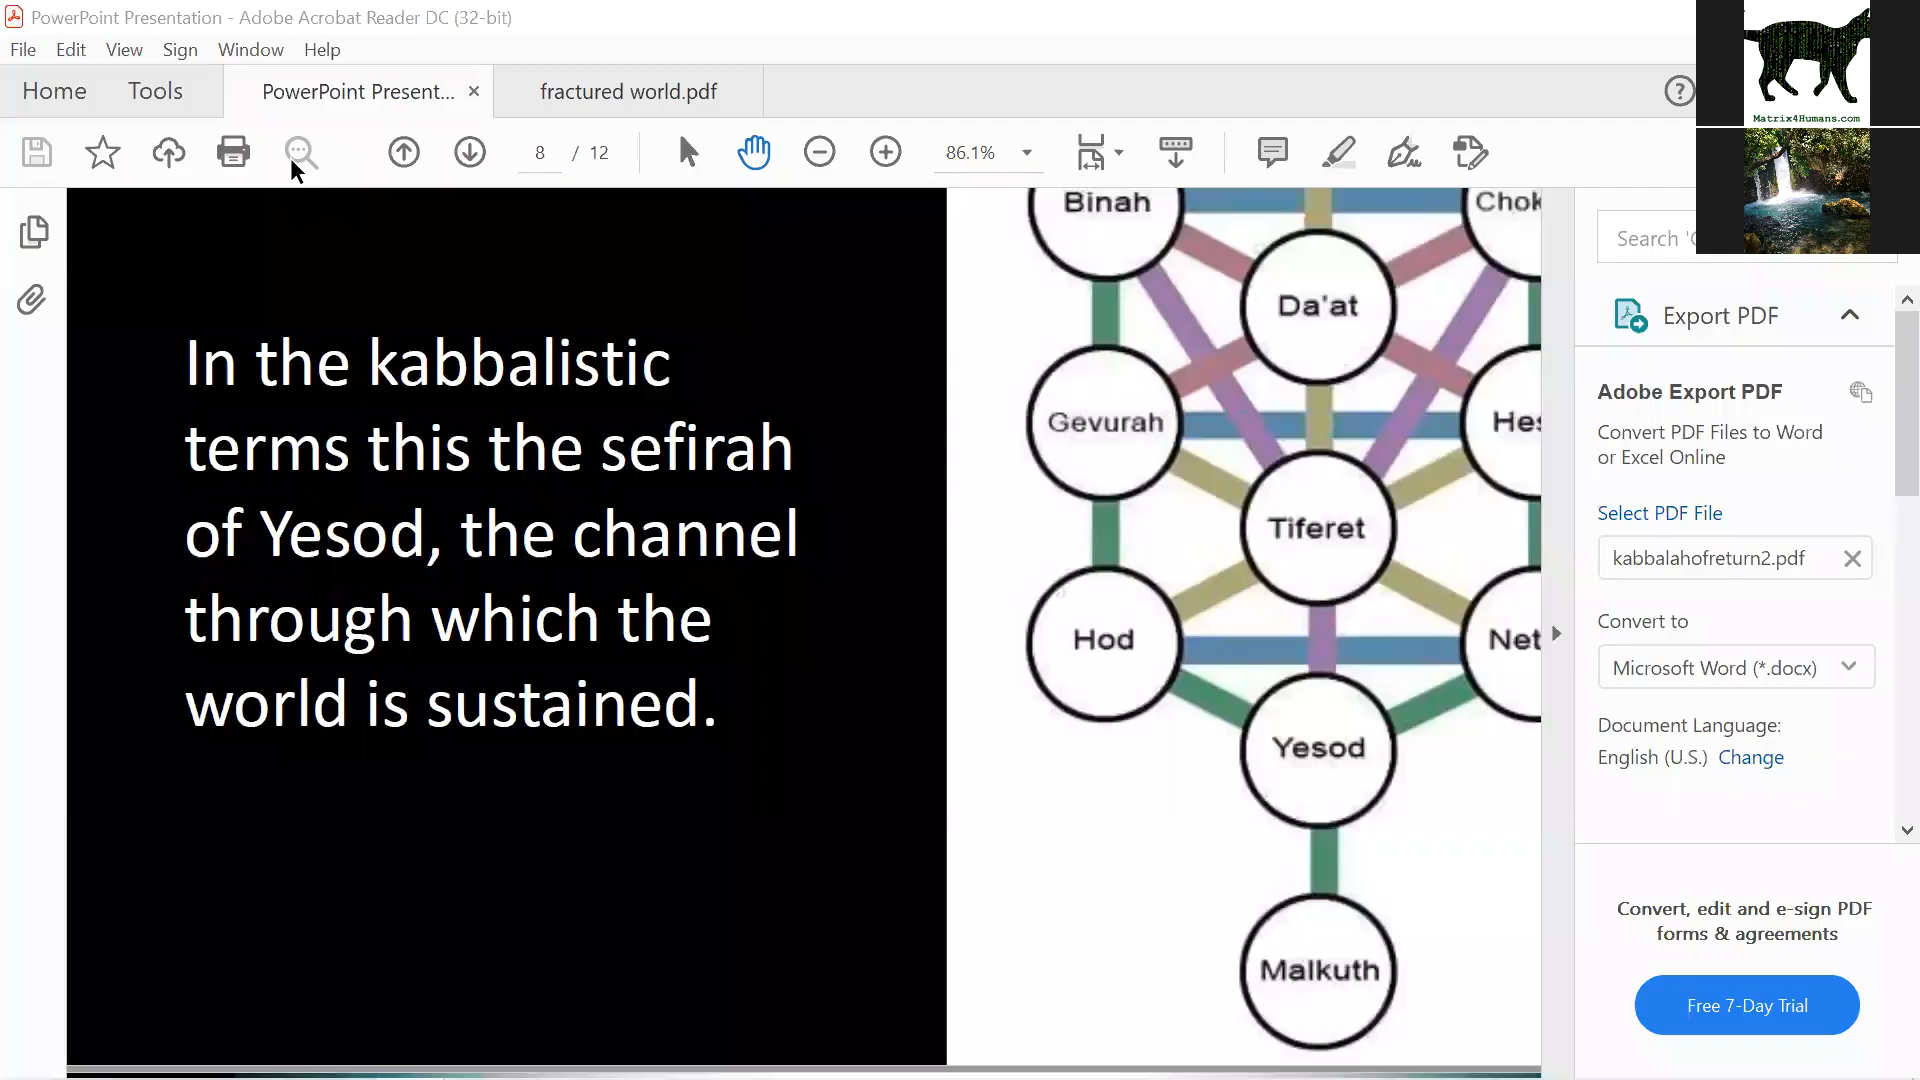 PowerPoint Presentation - Adobe Acrobat Reader DC (32-bit)
File Edit View Sign Window Help
Home Tools PowerPoint Present... × fractured world.pdf ?
8 / 12 86.1%
Matrix4Humans.com
In the kabbalistic
terms this the sefirah
of Yesod, the channel
through which the
world is sustained.
Binah Chok
Da'at
Gevurah Hes
Tiferet
Hod Net
Yesod
Malkuth
Search
Export PDF
Adobe Export PDF
Convert PDF Files to Word
or Excel Online
Select PDF File
kabbalahofreturn2.pdf
Convert to
Microsoft Word (*.docx)
Document Language:
English (U.S.) Change
Convert, edit and e-sign PDF
forms & agreements
Free 7-Day Trial